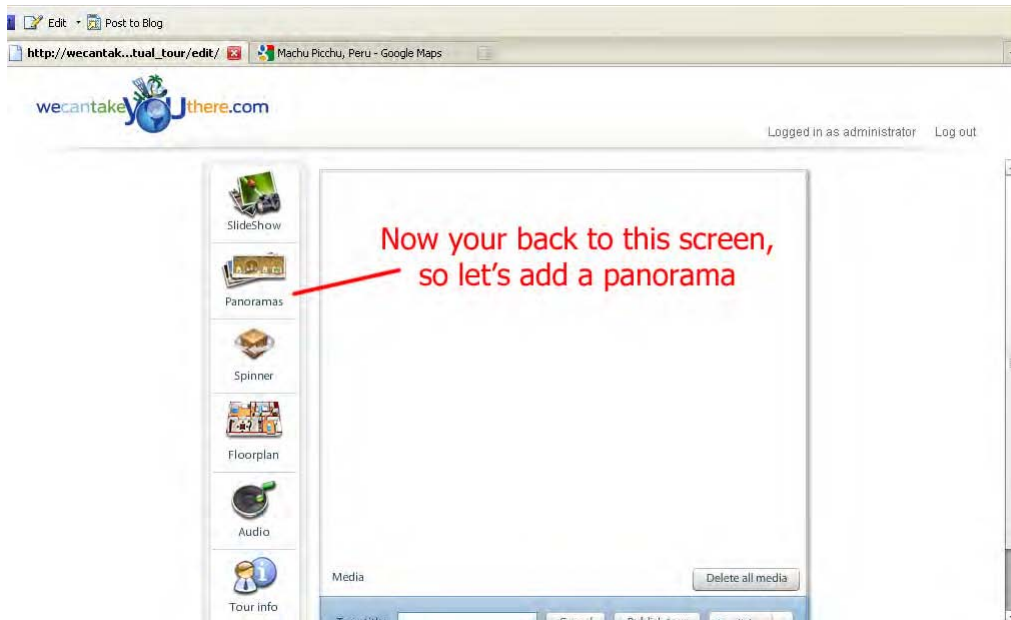 Edit Post to Blog
http://wecantak...tual_tour/edit/ Machu Picchu, Peru - Google Maps
wecantakeyouthere.com
Logged in as administrator Log out
SlideShow
Now your back to this screen,
so let's add a panorama
Panoramas
Spinner
Floorplan
Audio
Media Delete all media
Tour info